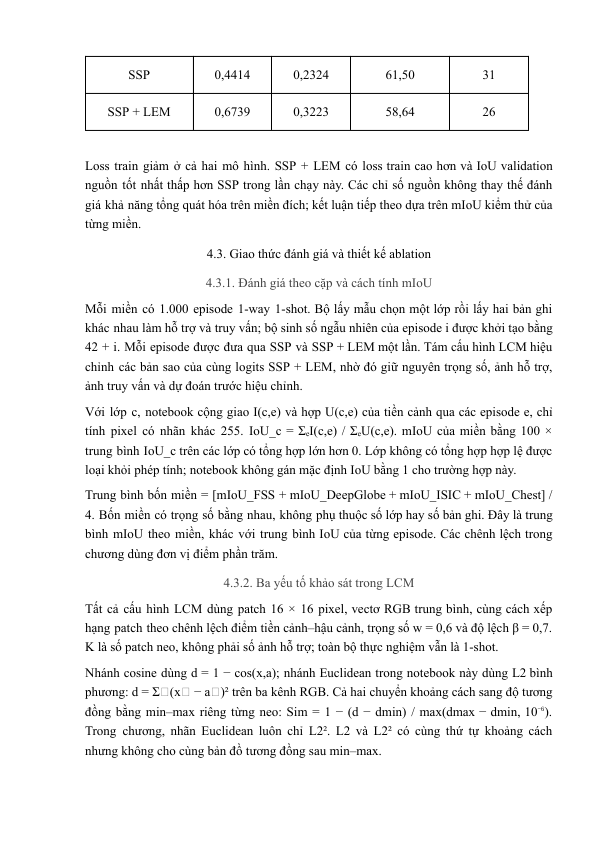 SSP 0,4414 0,2324 61,50 31
SSP + LEM 0,6739 0,3223 58,64 26
Loss train giảm ở cả hai mô hình. SSP + LEM có loss train cao hơn và IoU validation
nguồn tốt nhất thấp hơn SSP trong lần chạy này. Các chỉ số nguồn không thay thế đánh
giá khả năng tổng quát hóa trên miền đích; kết luận tiếp theo dựa trên mIoU kiểm thử của
từng miền.
4.3. Giao thức đánh giá và thiết kế ablation
4.3.1. Đánh giá theo cặp và cách tính mIoU
Mỗi miền có 1.000 episode 1-way 1-shot. Bộ lấy mẫu chọn một lớp rồi lấy hai bản ghi
khác nhau làm hỗ trợ và truy vấn; bộ sinh số ngẫu nhiên của episode i được khởi tạo bằng
42 + i. Mỗi episode được đưa qua SSP và SSP + LEM một lần. Tám cấu hình LCM hiệu
chỉnh các bản sao của cùng logits SSP + LEM, nhờ đó giữ nguyên trọng số, ảnh hỗ trợ,
ảnh truy vấn và dự đoán trước hiệu chỉnh.
Với lớp c, notebook cộng giao I(c,e) và hợp U(c,e) của tiền cảnh qua các episode e, chỉ
tính pixel có nhãn khác 255. IoU_c = ΣₑI(c,e) / ΣₑU(c,e). mIoU của miền bằng 100 ×
trung bình IoU_c trên các lớp có tổng hợp lớn hơn 0. Lớp không có tổng hợp hợp lệ được
loại khỏi phép tính; notebook không gán mặc định IoU bằng 1 cho trường hợp này.
Trung bình bốn miền = [mIoU_FSS + mIoU_DeepGlobe + mIoU_ISIC + mIoU_Chest] /
4. Bốn miền có trọng số bằng nhau, không phụ thuộc số lớp hay số bản ghi. Đây là trung
bình mIoU theo miền, khác với trung bình IoU của từng episode. Các chênh lệch trong
chương dùng đơn vị điểm phần trăm.
4.3.2. Ba yếu tố khảo sát trong LCM
Tất cả cấu hình LCM dùng patch 16 × 16 pixel, vectơ RGB trung bình, cùng cách xếp
hạng patch theo chênh lệch điểm tiền cảnh–hậu cảnh, trọng số w = 0,6 và độ lệch β = 0,7.
K là số patch neo, không phải số ảnh hỗ trợ; toàn bộ thực nghiệm vẫn là 1-shot.
Nhánh cosine dùng d = 1 − cos(x,a); nhánh Euclidean trong notebook này dùng L2 bình
phương: d = Σ□(x□ − a□)² trên ba kênh RGB. Cả hai chuyển khoảng cách sang độ tương
đồng bằng min–max riêng từng neo: Sim = 1 − (d − dmin) / max(dmax − dmin, 10⁻⁶).
Trong chương, nhãn Euclidean luôn chỉ L2². L2 và L2² có cùng thứ tự khoảng cách
nhưng không cho cùng bản đồ tương đồng sau min–max.